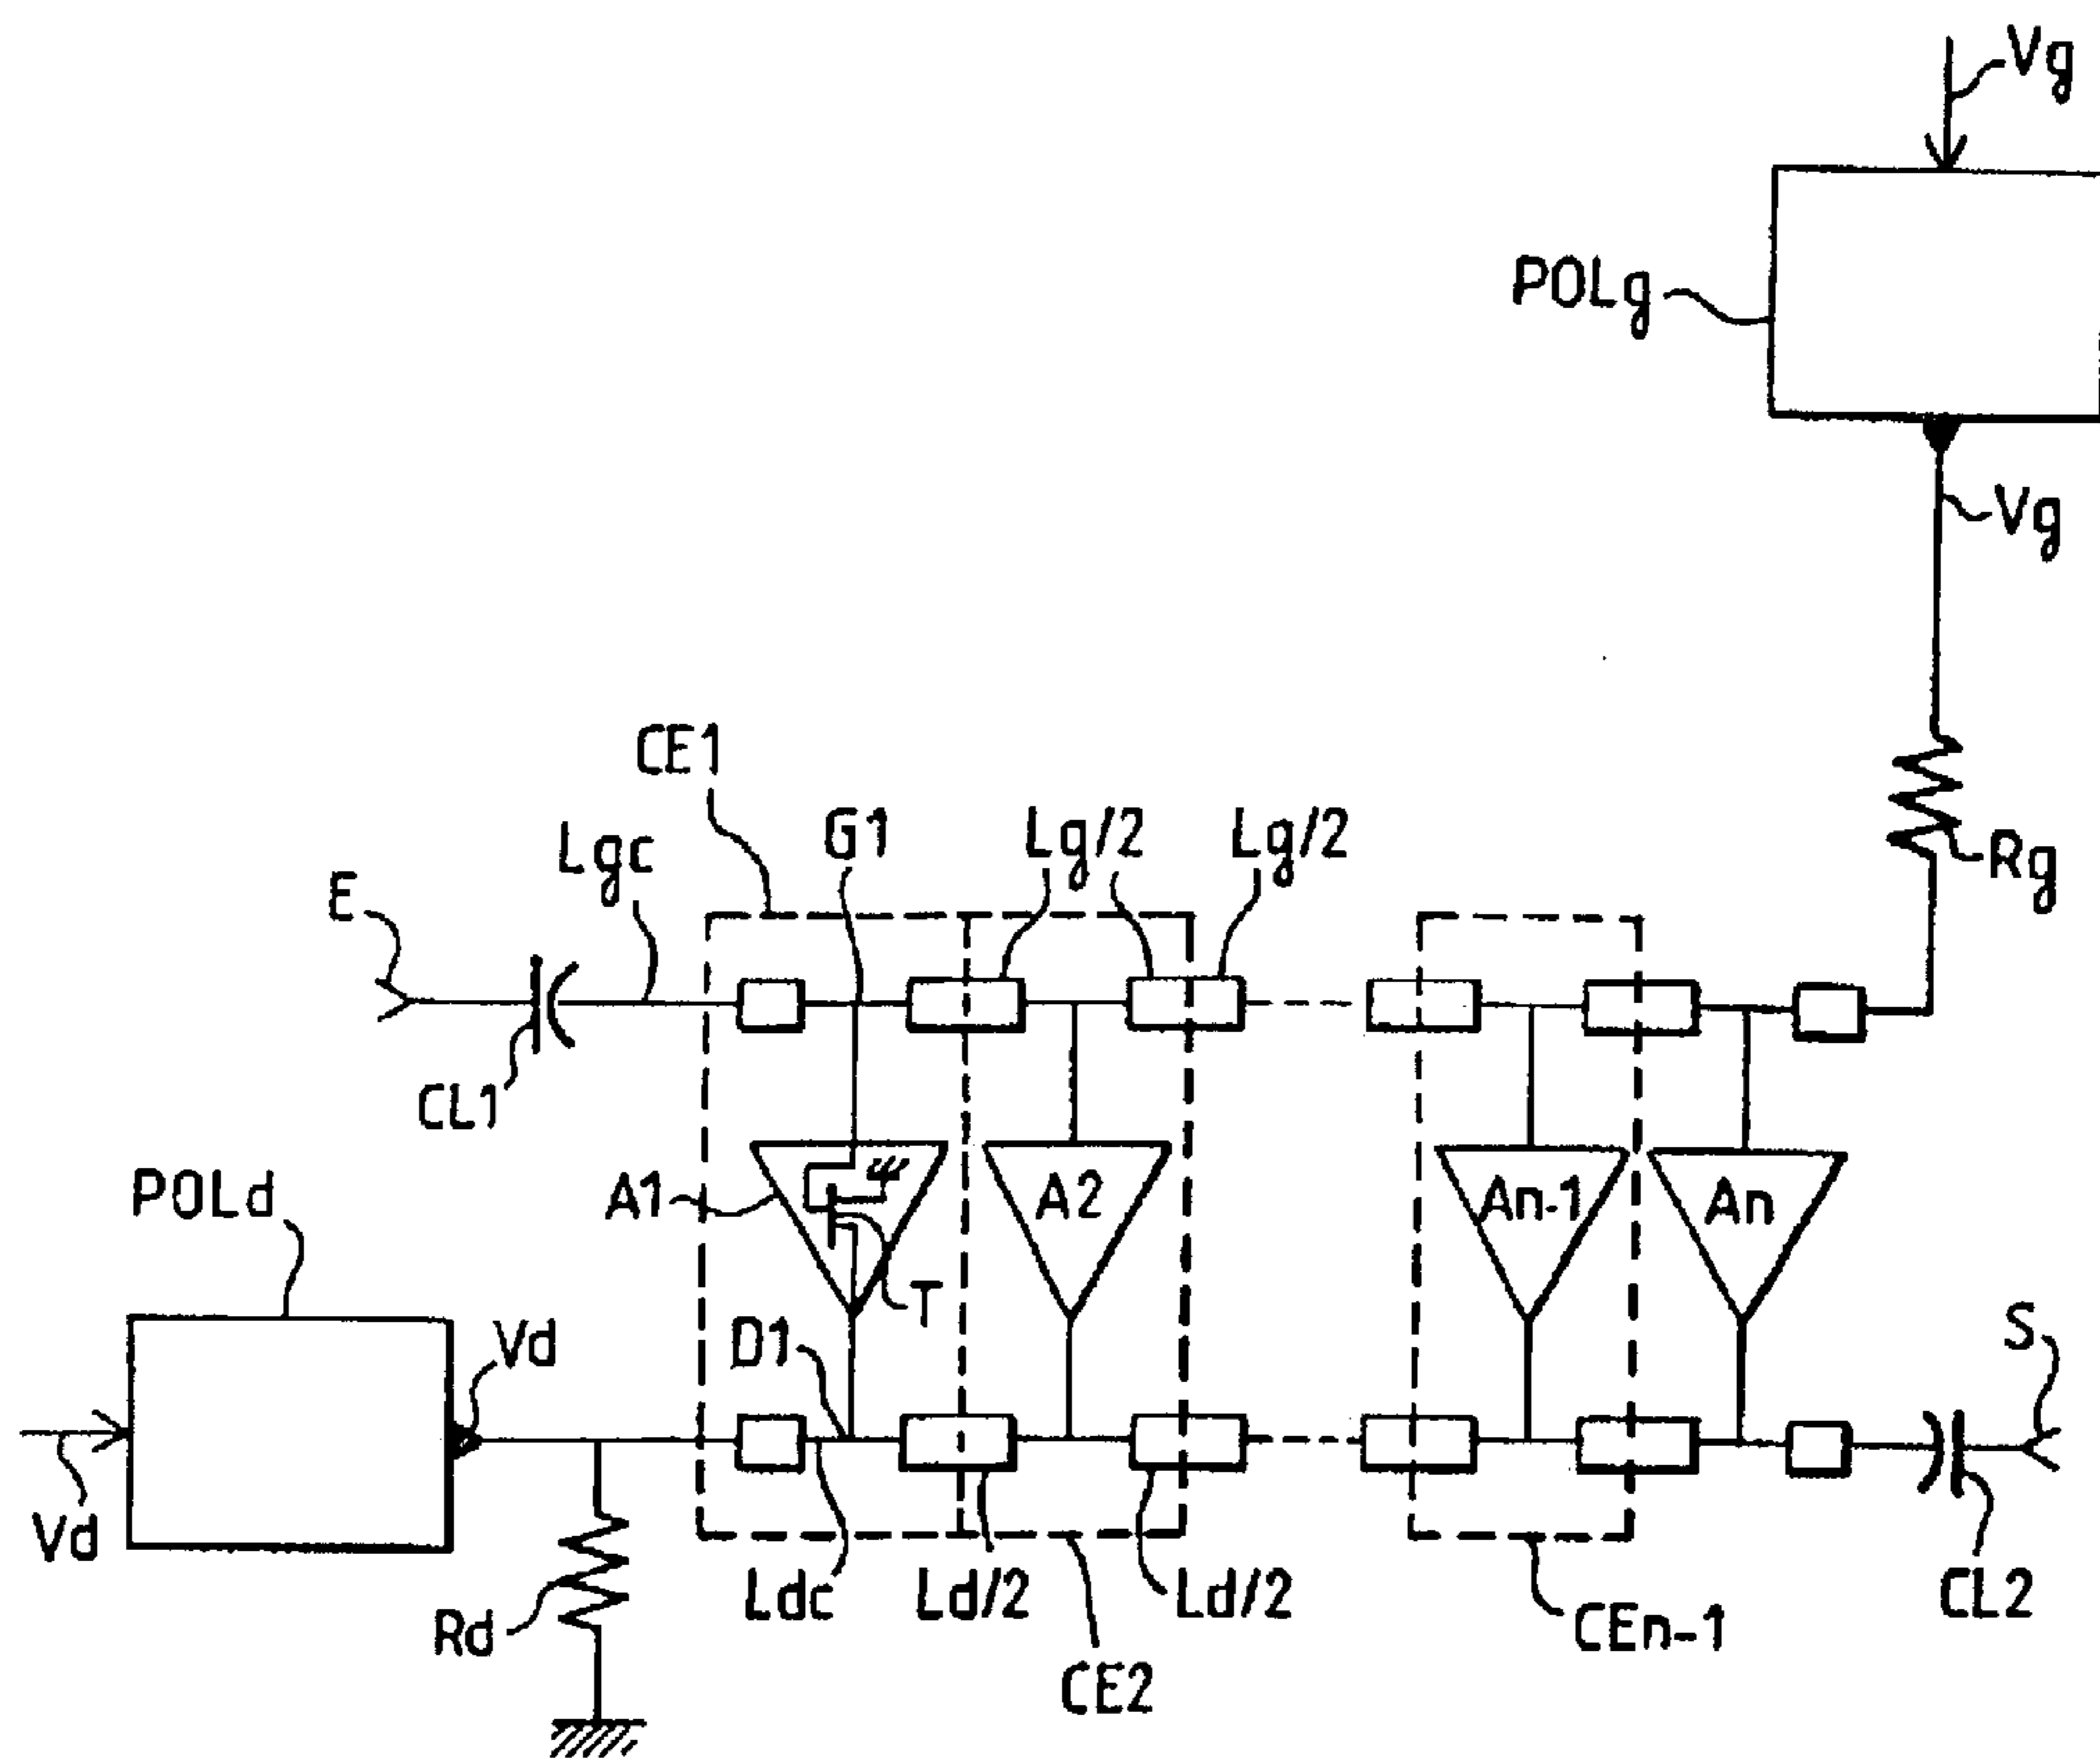 Vg
POLg
Vg
CE1
G1
Lg/2
Lg/2
Lgc
Rg
E
CL1
POLd
A1
A2
An-1
An
T
Vd
D1
S
Vd
Rd
Ldc
Ld/2
Ld/2
CL2
CEn-1
CE2